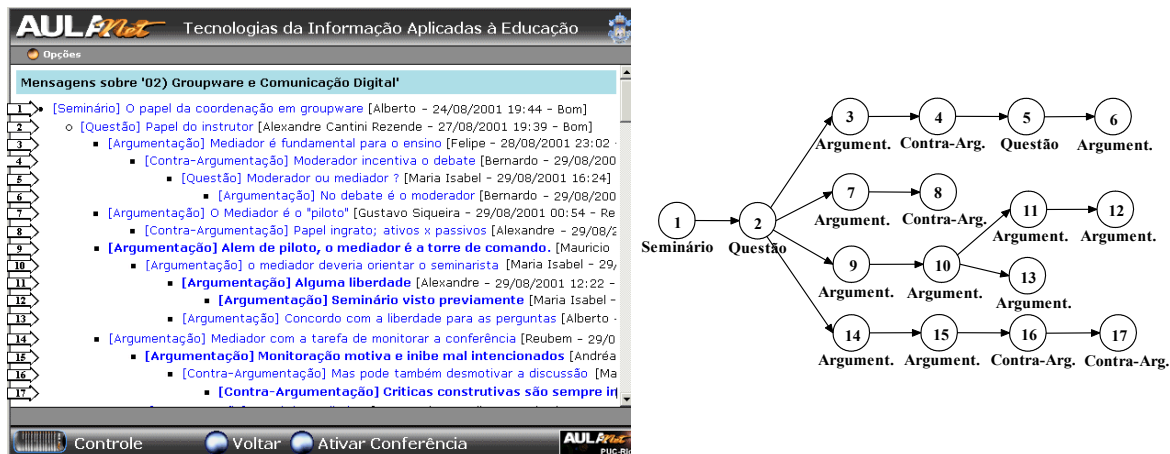 AULANet Tecnologias da Informação Aplicadas à Educação
Opções
Mensagens sobre '02) Groupware e Comunicação Digital'
1 [Seminário] O papel da coordenação em groupware [Alberto - 24/08/2001 19:44 - Bom]
2 [Questão] Papel do instrutor [Alexandre Cantini Rezende - 27/08/2001 19:39 - Bom]
3 [Argumentação] Mediador é fundamental para o ensino [Felipe - 28/08/2001 23:02 -
4 [Contra-Argumentação] Moderador incentiva o debate [Bernardo - 29/08/200
5 [Questão] Moderador ou mediador ? [Maria Isabel - 29/08/2001 16:24]
6 [Argumentação] No debate é o moderador [Bernardo - 29/08/200
7 [Argumentação] O Mediador é o "piloto" [Gustavo Siqueira - 29/08/2001 00:54 - Re
8 [Contra-Argumentação] Papel ingrato; ativos x passivos [Alexandre - 29/08/2
9 [Argumentação] Alem de piloto, o mediador é a torre de comando. [Mauricio
10 [Argumentação] o mediador deveria orientar o seminarista [Maria Isabel - 29/
11 [Argumentação] Alguma liberdade [Alexandre - 29/08/2001 12:22 -
12 [Argumentação] Seminário visto previamente [Maria Isabel -
13 [Argumentação] Concordo com a liberdade para as perguntas [Alberto -
14 [Argumentação] Mediador com a tarefa de monitorar a conferência [Reubem - 29/0
15 [Argumentação] Monitoração motiva e inibe mal intencionados [Andréa
16 [Contra-Argumentação] Mas pode também desmotivar a discussão [Ma
17 [Contra-Argumentação] Criticas construtivas são sempre in
Controle Voltar Ativar Conferência AULANet
PUC-Rio
3 4 5 6
Argument. Contra-Arg. Questão Argument.
7 8
Argument. Contra-Arg.
11 12
1 2
Seminário Questão
9 10 13
Argument. Argument. Argument.
14 15 16 17
Argument. Argument. Contra-Arg. Contra-Arg.